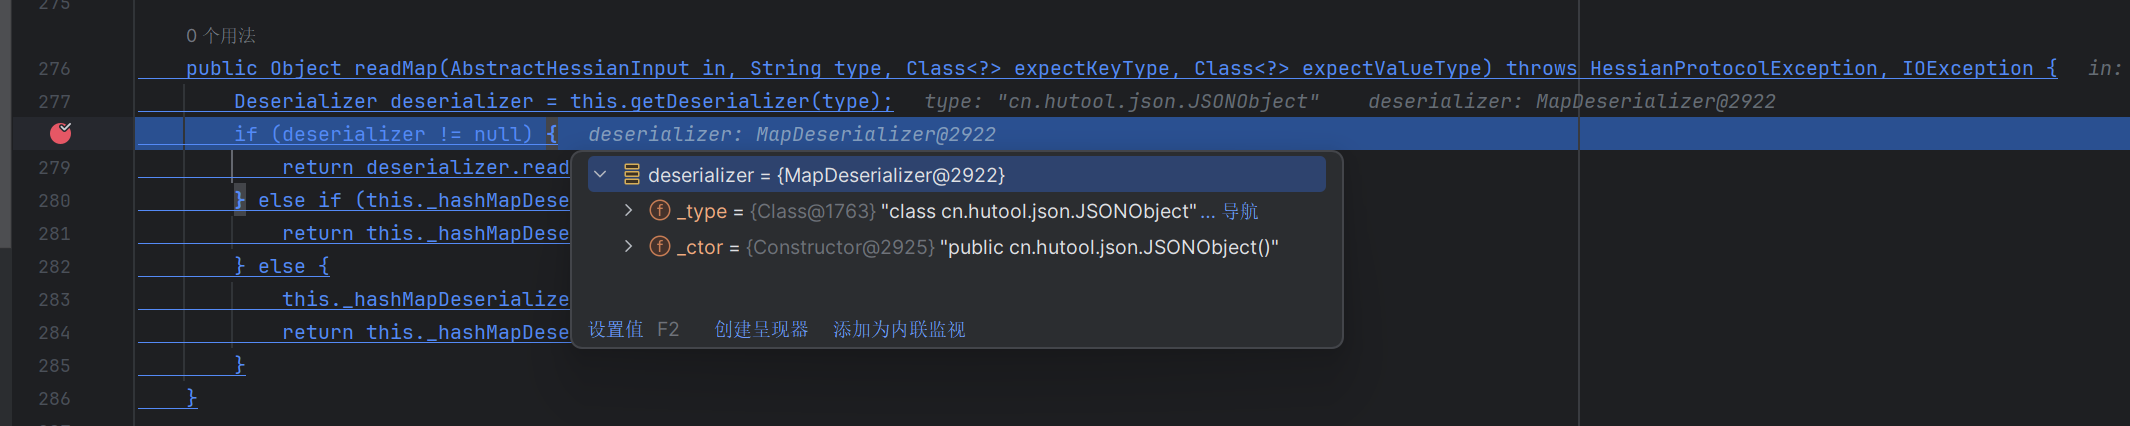 275
0 个用法
276 public Object readMap(AbstractHessianInput in, String type, Class<?> expectKeyType, Class<?> expectValueType) throws HessianProtocolException, IOException { in:
277 Deserializer deserializer = this.getDeserializer(type); type: "cn.hutool.json.JSONObject" deserializer: MapDeserializer@2922
if (deserializer != null) { deserializer: MapDeserializer@2922
279 return deserializer.read
280 } else if (this._hashMapDese
281 return this._hashMapDese
282 } else {
283 this._hashMapDeserialize
284 return this._hashMapDese
285 }
286 }
deserializer = {MapDeserializer@2922}
_type = {Class@1763} "class cn.hutool.json.JSONObject"... 导航
_ctor = {Constructor@2925} "public cn.hutool.json.JSONObject()"
设置值 F2 创建呈现器 添加为内联监视